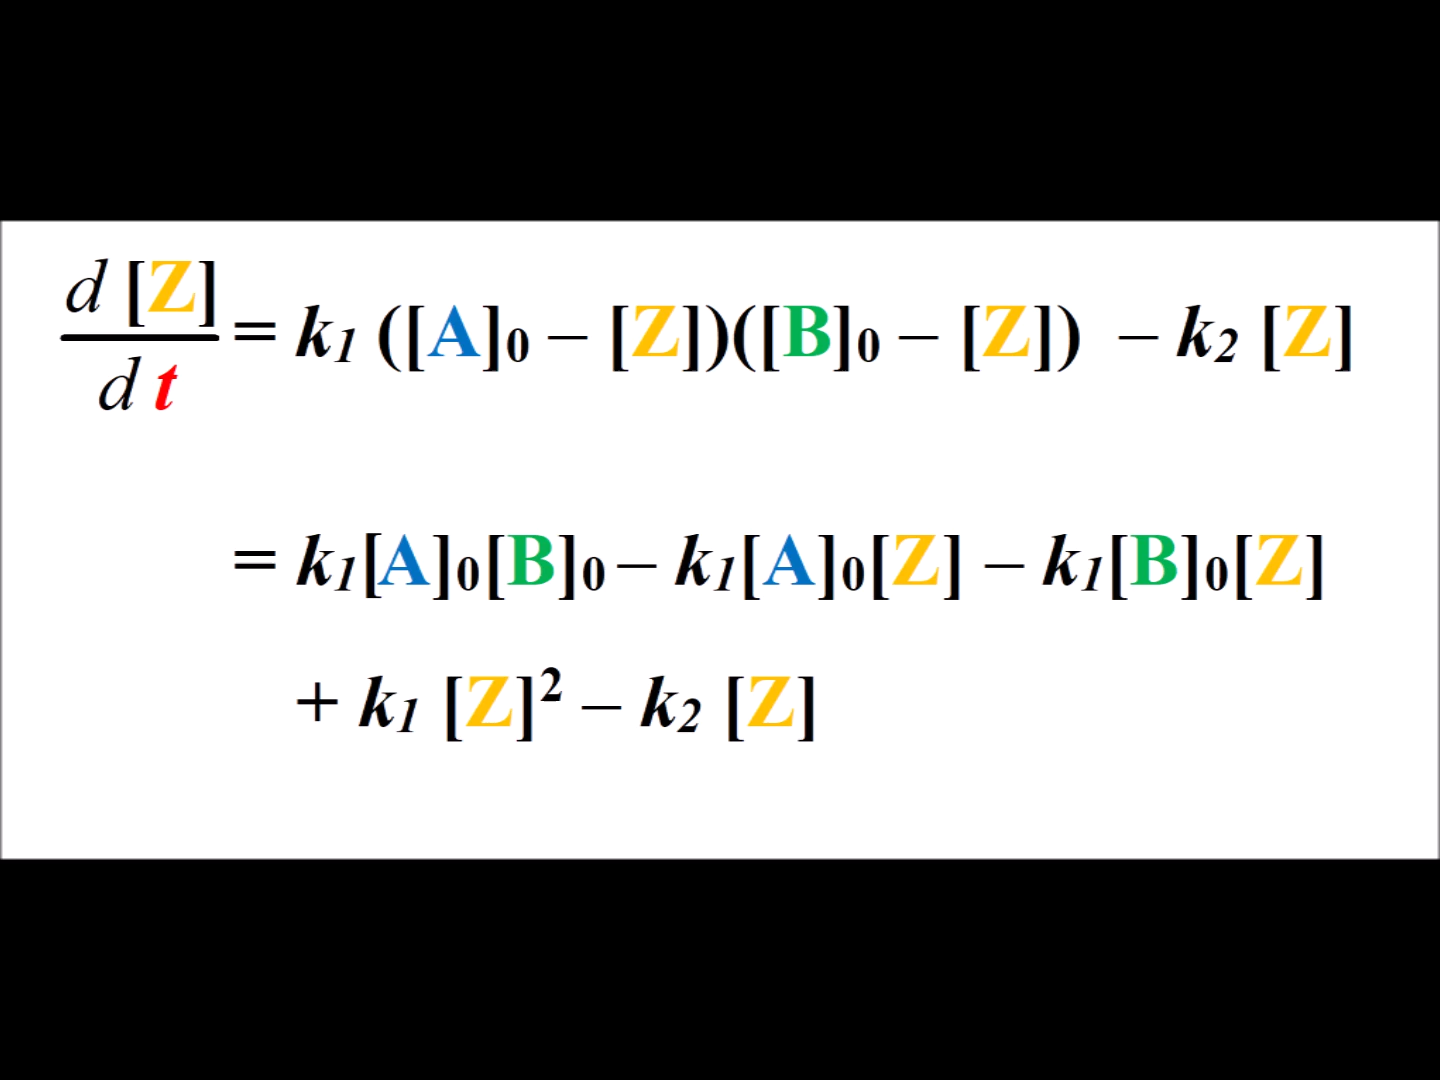 d [Z] / d t = k₁ ([A]₀ – [Z])([B]₀ – [Z]) – k₂ [Z]
= k₁[A]₀[B]₀ – k₁[A]₀[Z] – k₁[B]₀[Z]
+ k₁ [Z]² – k₂ [Z]